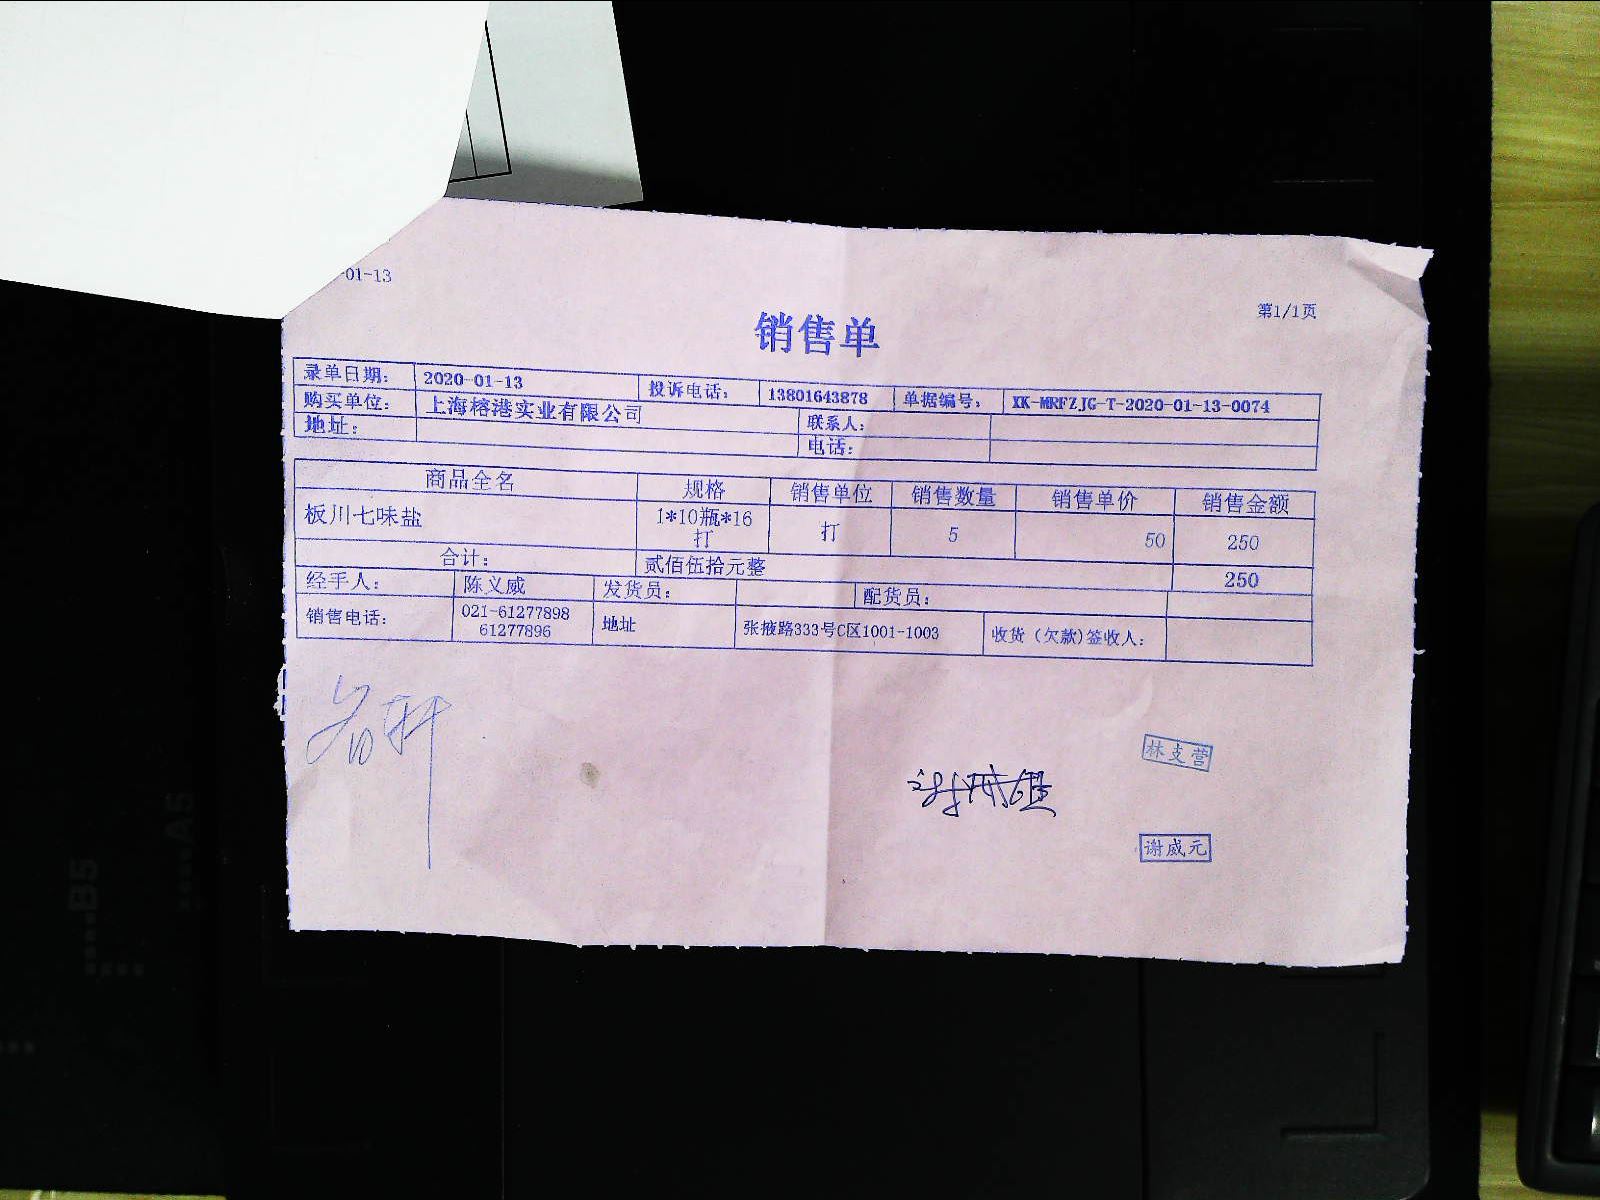 -01-13
第1/1页
销售单
录单日期： 2020-01-13 投诉电话： 13801643878 单据编号： XK-MRFZJG-T-2020-01-13-0074
购买单位： 上海榕港实业有限公司 联系人：
地址： 电话：
商品全名 规格 销售单位 销售数量 销售单价 销售金额
板川七味盐 1*10瓶*16打 打 5 50 250
合计： 贰佰伍拾元整 250
经手人： 陈义威 发货员： 配货员：
销售电话： 021-61277898 61277896 地址 张掖路333号C区1001-1003 收货（欠款)签收人：
林支营
谢威元
B5
A5